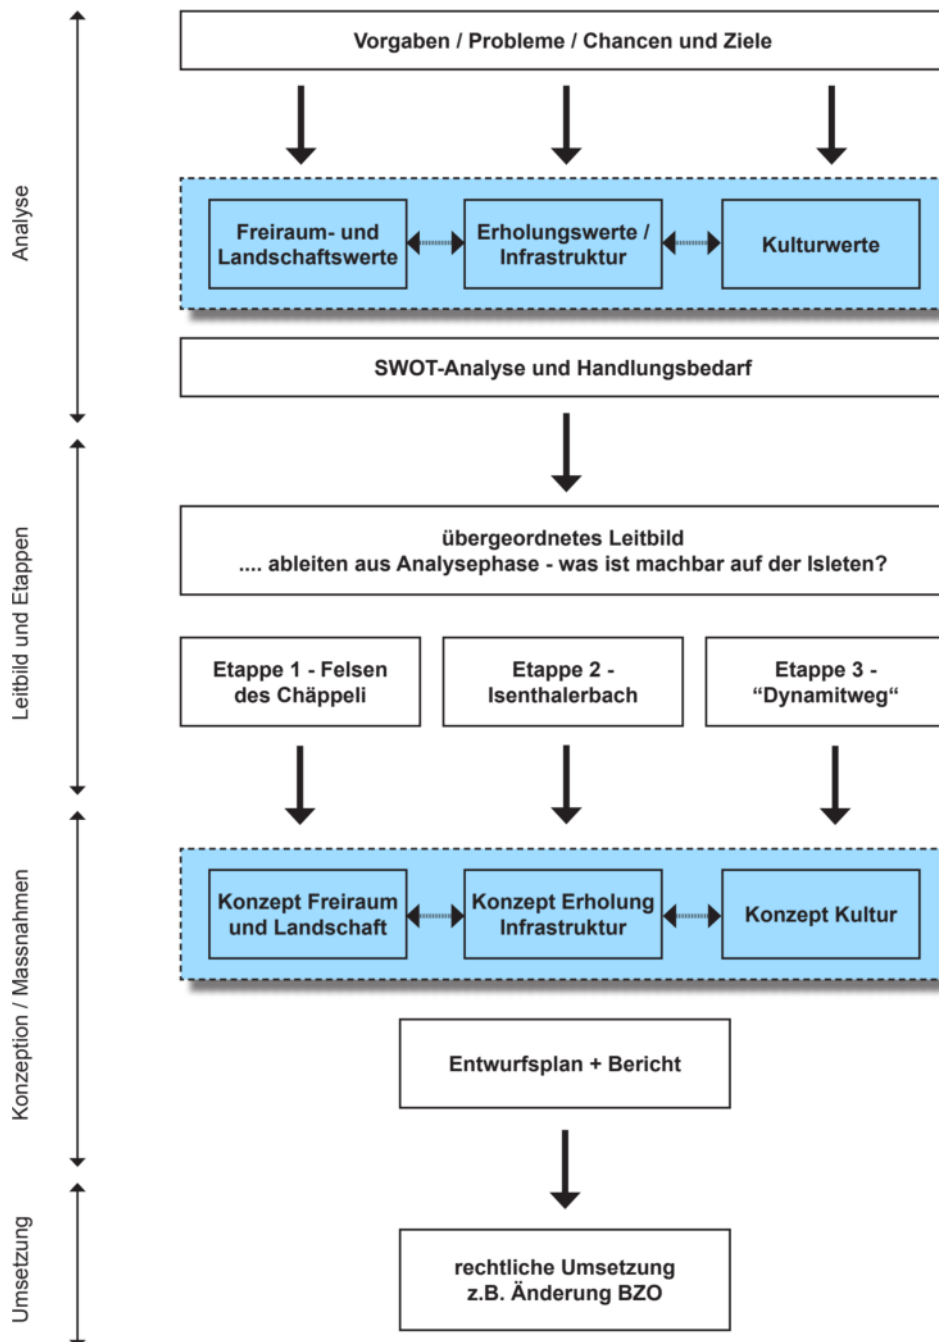 Vorgaben / Probleme / Chancen und Ziele
Analyse
Freiraum- und
Landschaftswerte
Erholungswerte /
Infrastruktur
Kulturwerte
SWOT-Analyse und Handlungsbedarf
Leitbild und Etappen
übergeordnetes Leitbild
.... ableiten aus Analysephase - was ist machbar auf der Isleten?
Etappe 1 - Felsen
des Chäppeli
Etappe 2 -
Isenthalerbach
Etappe 3 -
“Dynamitweg“
Konzeption / Massnahmen
Konzept Freiraum
und Landschaft
Konzept Erholung
Infrastruktur
Konzept Kultur
Entwurfsplan + Bericht
Umsetzung
rechtliche Umsetzung
z.B. Änderung BZO